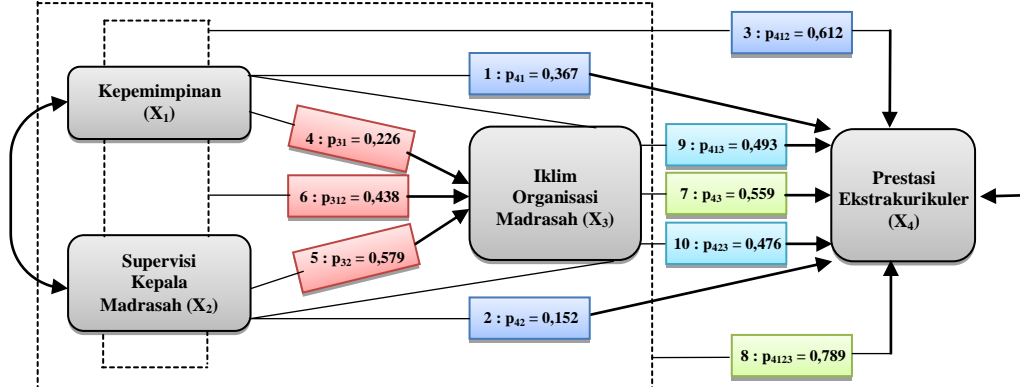 3 : p₄₁₂ = 0,612
1 : p₄₁ = 0,367
Kepemimpinan
(X₁)
4 : p₃₁ = 0,226
9 : p₄₁₃ = 0,493
Iklim
Organisasi
Madrasah (X₃)
Prestasi
Ekstrakurikuler
(X₄)
6 : p₃₁₂ = 0,438
7 : p₄₃ = 0,559
5 : p₃₂ = 0,579
10 : p₄₂₃ = 0,476
Supervisi
Kepala
Madrasah (X₂)
2 : p₄₂ = 0,152
8 : p₄₁₂₃ = 0,789